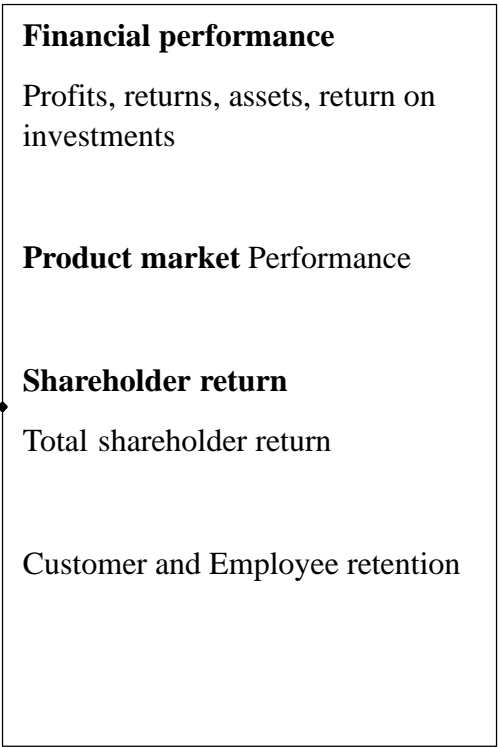 Financial performance
Profits, returns, assets, return on
investments
Product market Performance
Shareholder return
Total shareholder return
Customer and Employee retention